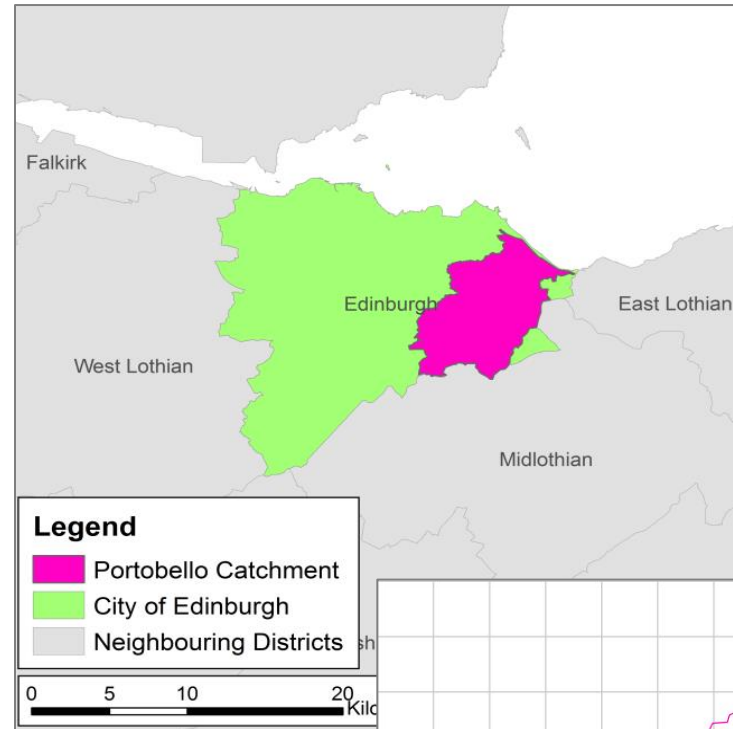 Falkirk
Edinburgh
East Lothian
West Lothian
Midlothian
Legend
Portobello Catchment
City of Edinburgh
Neighbouring Districts
0 5 10 20